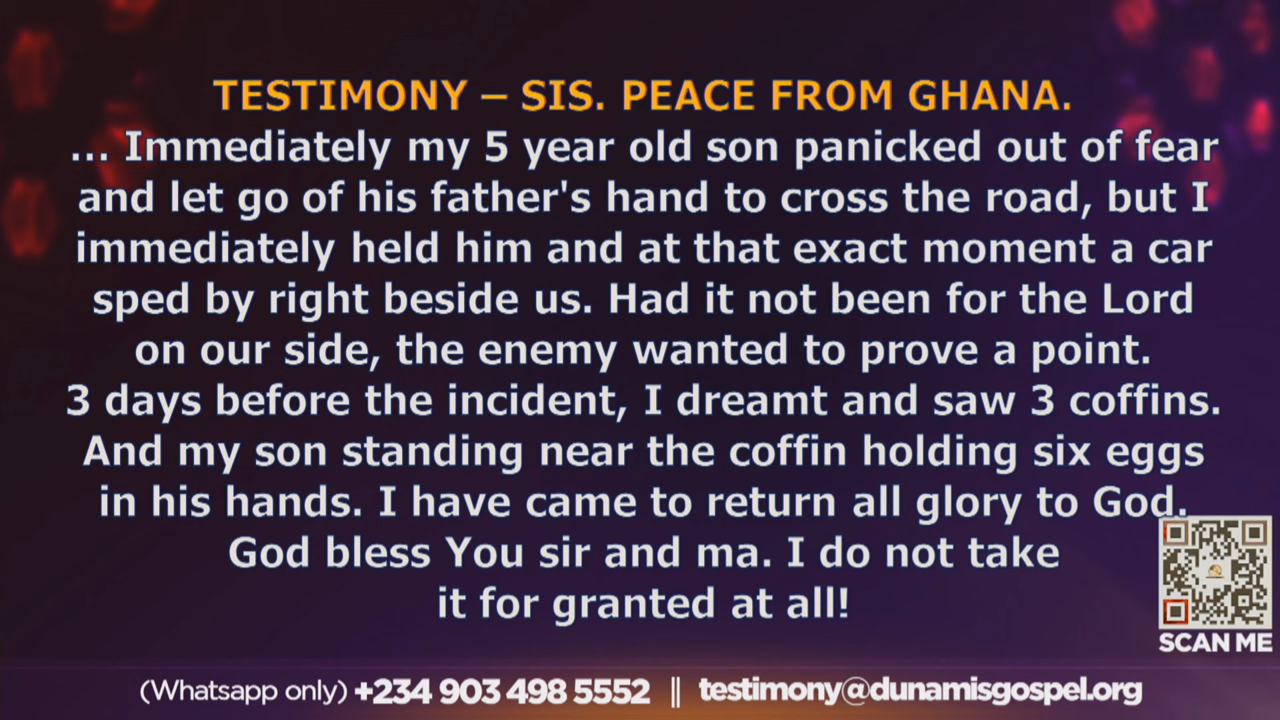 TESTIMONY – SIS. PEACE FROM GHANA.
... Immediately my 5 year old son panicked out of fear
and let go of his father's hand to cross the road, but I
immediately held him and at that exact moment a car
sped by right beside us. Had it not been for the Lord
on our side, the enemy wanted to prove a point.
3 days before the incident, I dreamt and saw 3 coffins.
And my son standing near the coffin holding six eggs
in his hands. I have came to return all glory to God.
God bless You sir and ma. I do not take
it for granted at all!
SCAN ME
(Whatsapp only) +234 903 498 5552 || testimony@dunamisgospel.org